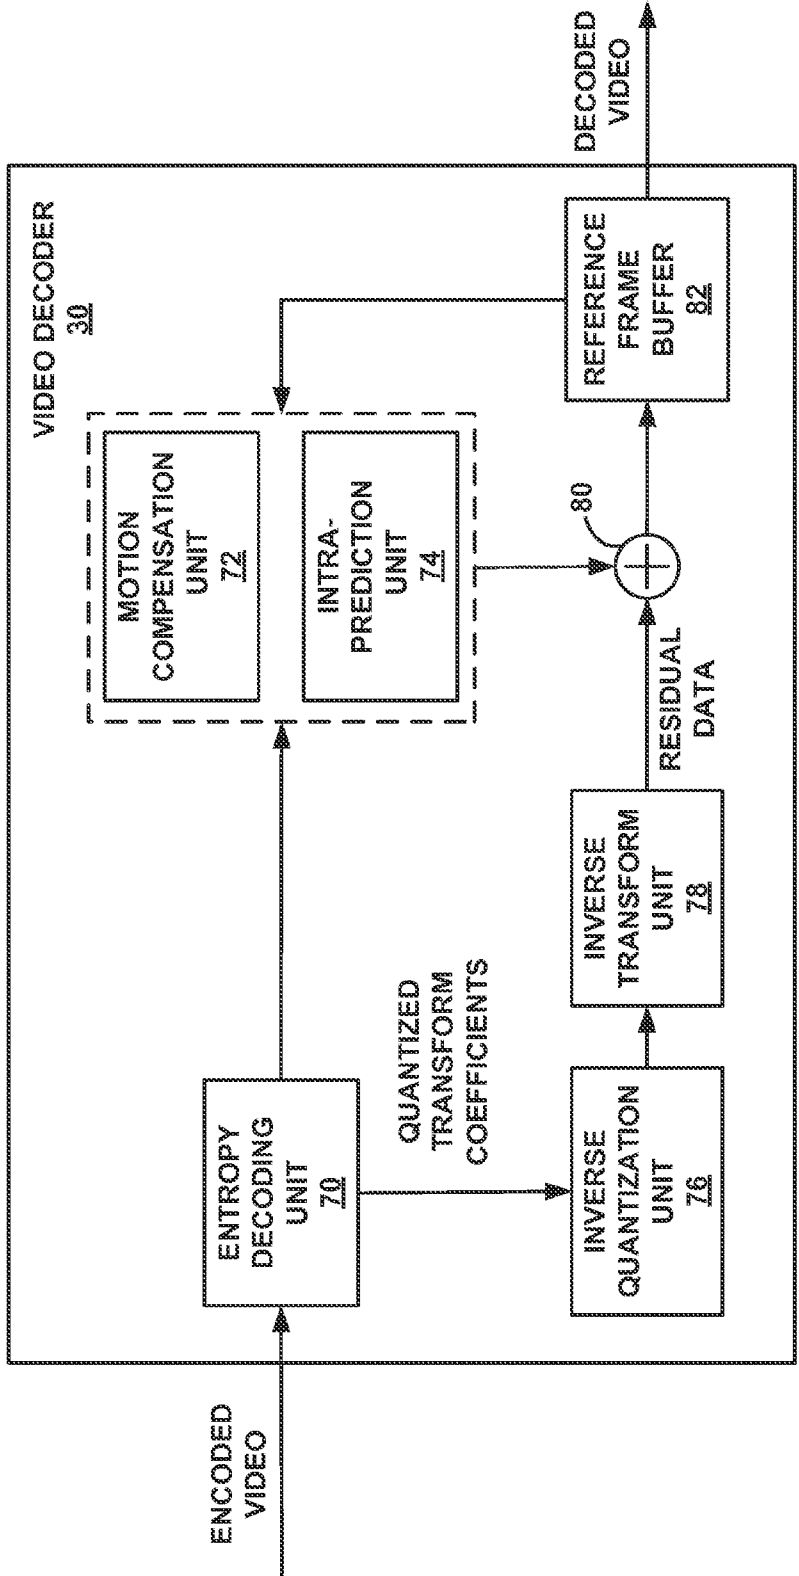 VIDEO DECODER
30
ENCODED
VIDEO
ENTROPY
DECODING
UNIT
70
MOTION
COMPENSATION
UNIT
72
INTRA-
PREDICTION
UNIT
74
QUANTIZED
TRANSFORM
COEFFICIENTS
INVERSE
QUANTIZATION
UNIT
76
INVERSE
TRANSFORM
UNIT
78
RESIDUAL
DATA
80
REFERENCE
FRAME
BUFFER
82
DECODED
VIDEO